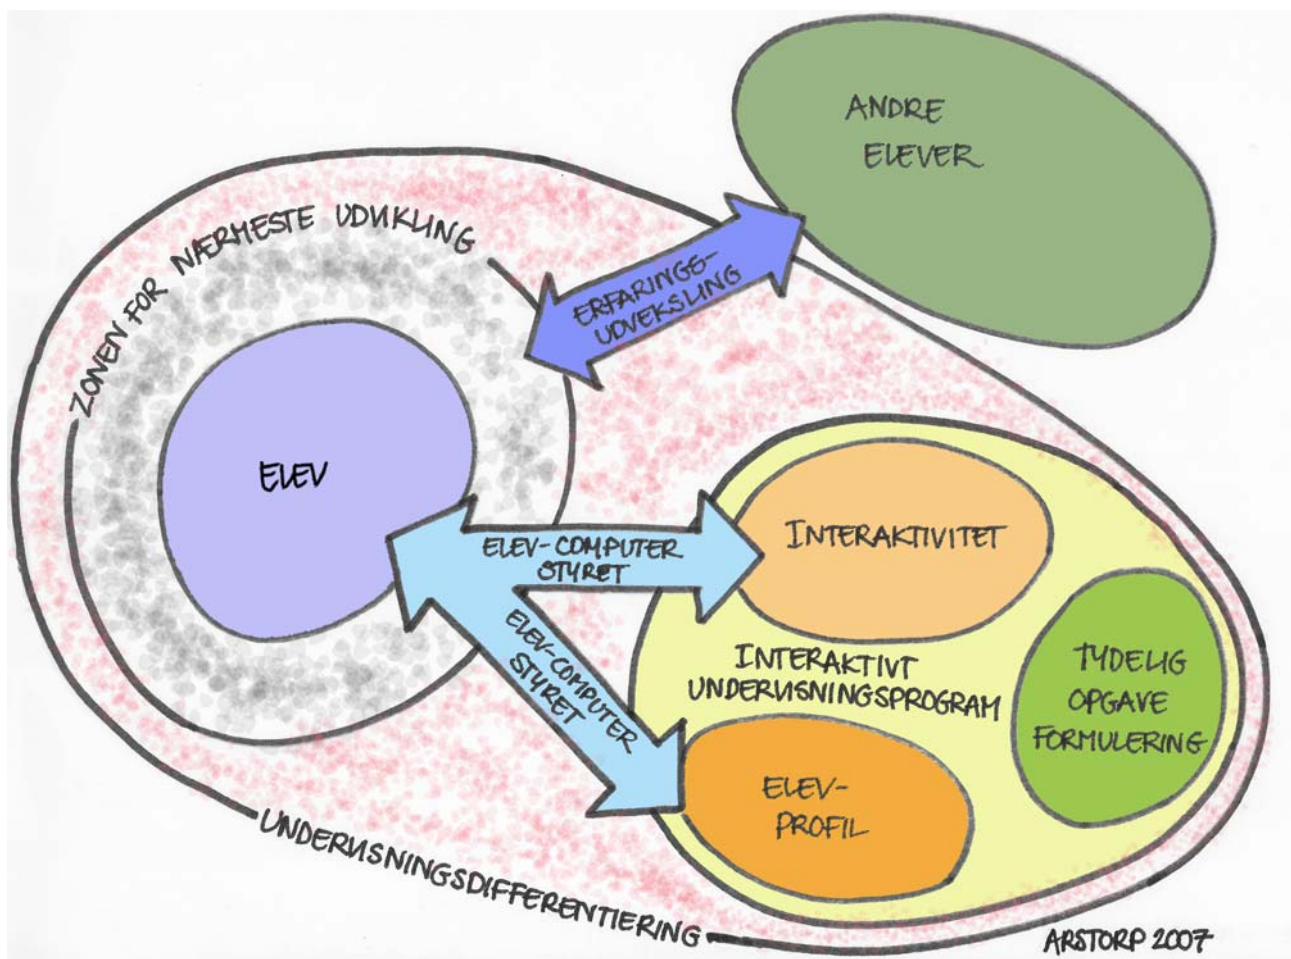 ANDRE
ELEVER
ZONEN FOR NÆRMESTE UDVIKLING
ERFARINGS-
UDVEKSLING
ELEV
ELEV-COMPUTER
STYRET
INTERAKTIVITET
ELEV-COMPUTER
STYRET
INTERAKTIVT
UNDERVISNINGSPROGRAM
TYDELIG
OPGAVE
FORMULERING
ELEV-
PROFIL
UNDERVISNINGSDIFFERENTIERING
ARSTORP 2007